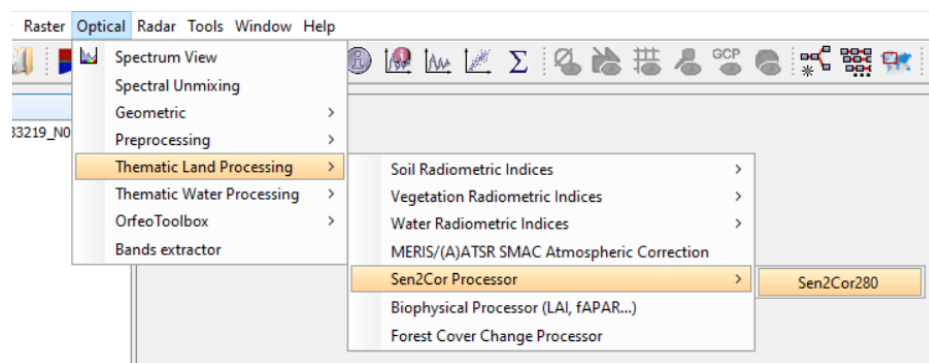 Raster Optical Radar Tools Window Help
GCP
Spectrum View
Spectral Unmixing
Geometric
33219_N0
Preprocessing
Thematic Land Processing
Thematic Water Processing
OrfeoToolbox
Bands extractor
Soil Radiometric Indices
Vegetation Radiometric Indices
Water Radiometric Indices
MERIS/(A)ATSR SMAC Atmospheric Correction
Sen2Cor Processor
Biophysical Processor (LAI, fAPAR...)
Forest Cover Change Processor
Sen2Cor280